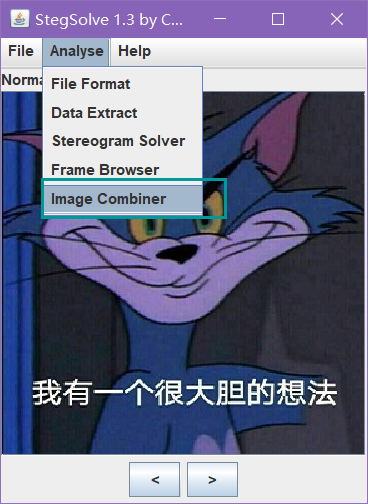 StegSolve 1.3 by C...
File Analyse Help
Norma
File Format
Data Extract
Stereogram Solver
Frame Browser
Image Combiner
我有一个很大胆的想法
< >